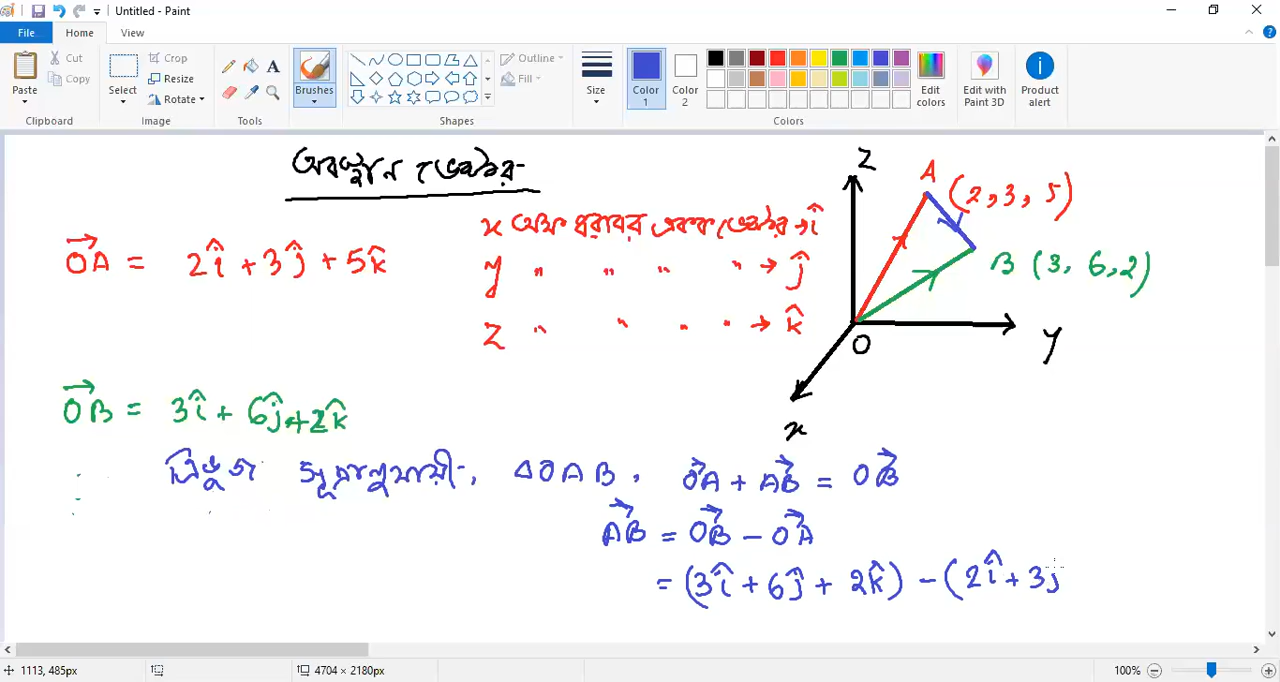 Untitled - Paint
File Home View
Paste Cut Copy
Clipboard
Select Crop Resize Rotate
Image
Tools
Brushes
Outline Fill
Shapes
Size
Color 1 Color 2
Edit colors
Colors
Edit with Paint 3D
Product alert
অবস্থান ভেক্টর
x অক্ষ বরাবর একক ভেক্টর → î
y " " " " → ĵ
z " " " " → k̂
OA⃗ = 2î + 3ĵ + 5k̂
Z
A (2, 3, 5)
B (3, 6, 2)
O
y
x
OB⃗ = 3î + 6ĵ + 2k̂
ত্রিভুজ সূত্রানুযায়ী, ΔOAB, OA⃗ + AB⃗ = OB⃗
AB⃗ = OB⃗ − OA⃗
= (3î + 6ĵ + 2k̂) − (2î + 3j
1113, 485px
4704 × 2180px
100%